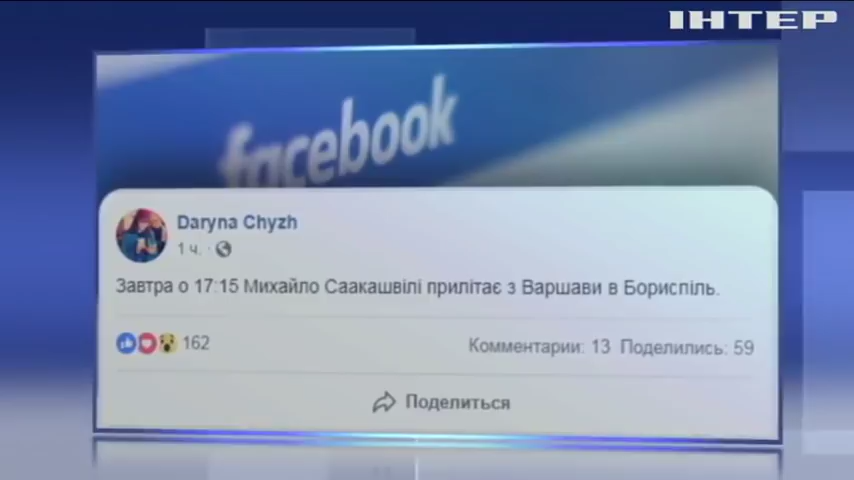 ІНТЕР
facebook
Daryna Chyzh
1 ч. ·
Завтра о 17:15 Михайло Саакашвілі прилітає з Варшави в Бориспіль.
162
Комментарии: 13 Поделились: 59
Поделиться